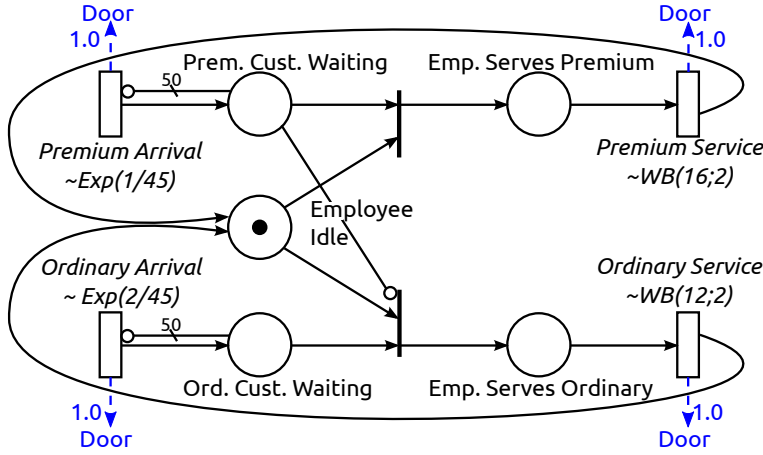 Door
Door
1.0
1.0
50
Prem. Cust. Waiting
Emp. Serves Premium
Premium Arrival
~Exp(1/45)
Premium Service
~WB(16;2)
Employee
Idle
Ordinary Arrival
~ Exp(2/45)
Ordinary Service
~WB(12;2)
50
Ord. Cust. Waiting
Emp. Serves Ordinary
1.0
1.0
Door
Door